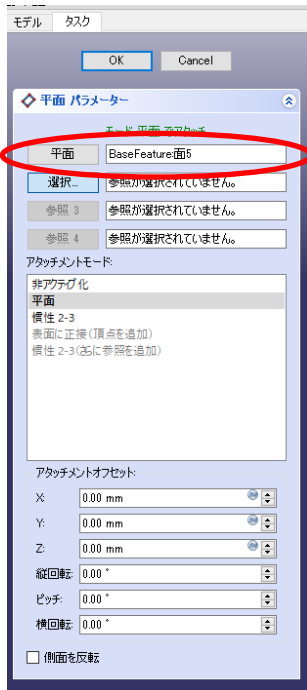 モデル タスク
OK Cancel
平面 パラメーター
モード 平面 でアタッチ
平面 BaseFeature:面5
選択... 参照が選択されていません。
参照 3 参照が選択されていません。
参照 4 参照が選択されていません。
アタッチメントモード:
非アクティブ化
平面
慣性 2-3
表面に正接(頂点を追加)
慣性 2-3(さらに参照を追加)
アタッチメントオフセット:
X: 0.00 mm
Y: 0.00 mm
Z: 0.00 mm
縦回転: 0.00 °
ピッチ: 0.00 °
横回転: 0.00 °
側面を反転